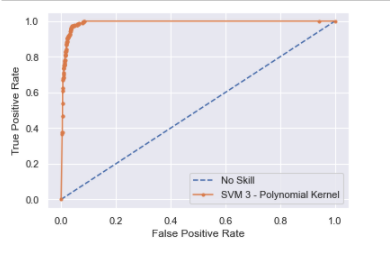 1.0
0.8
0.6
0.4
0.2
0.0
True Positive Rate
No Skill
SVM 3 - Polynomial Kernel
0.0 0.2 0.4 0.6 0.8 1.0
False Positive Rate